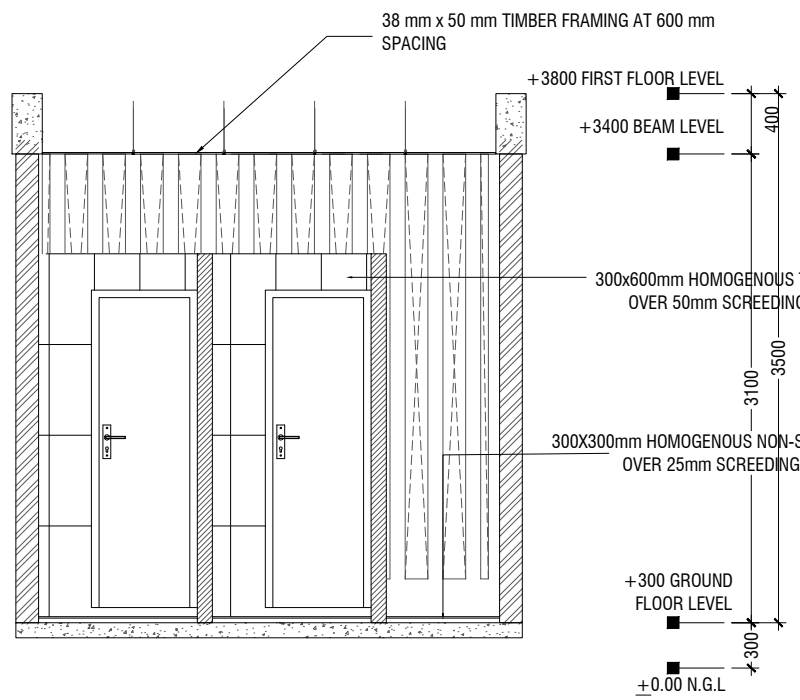 38 mm x 50 mm TIMBER FRAMING AT 600 mm
SPACING
+3800 FIRST FLOOR LEVEL
400
+3400 BEAM LEVEL
300x600mm HOMOGENOUS
OVER 50mm SCREEDING
3100
3500
300X300mm HOMOGENOUS
OVER 25mm SCREEDING
+300 GROUND
FLOOR LEVEL
300
+0.00 N.G.L